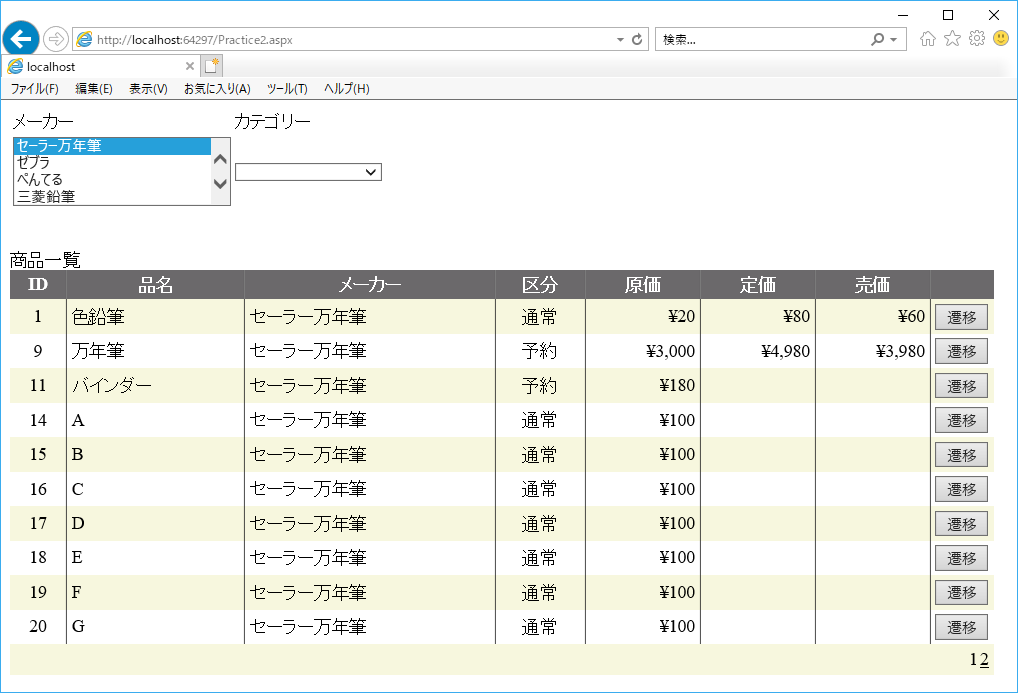 http://localhost:64297/Practice2.aspx 検索...
localhost
ファイル(F) 編集(E) 表示(V) お気に入り(A) ツール(T) ヘルプ(H)
メーカー カテゴリー
セーラー万年筆
ゼブラ
ぺんてる
三菱鉛筆
商品一覧
ID 品名 メーカー 区分 原価 定価 売価
1 色鉛筆 セーラー万年筆 通常 ¥20 ¥80 ¥60 遷移
9 万年筆 セーラー万年筆 予約 ¥3,000 ¥4,980 ¥3,980 遷移
11 バインダー セーラー万年筆 予約 ¥180 遷移
14 A セーラー万年筆 通常 ¥100 遷移
15 B セーラー万年筆 通常 ¥100 遷移
16 C セーラー万年筆 通常 ¥100 遷移
17 D セーラー万年筆 通常 ¥100 遷移
18 E セーラー万年筆 通常 ¥100 遷移
19 F セーラー万年筆 通常 ¥100 遷移
20 G セーラー万年筆 通常 ¥100 遷移
1 2